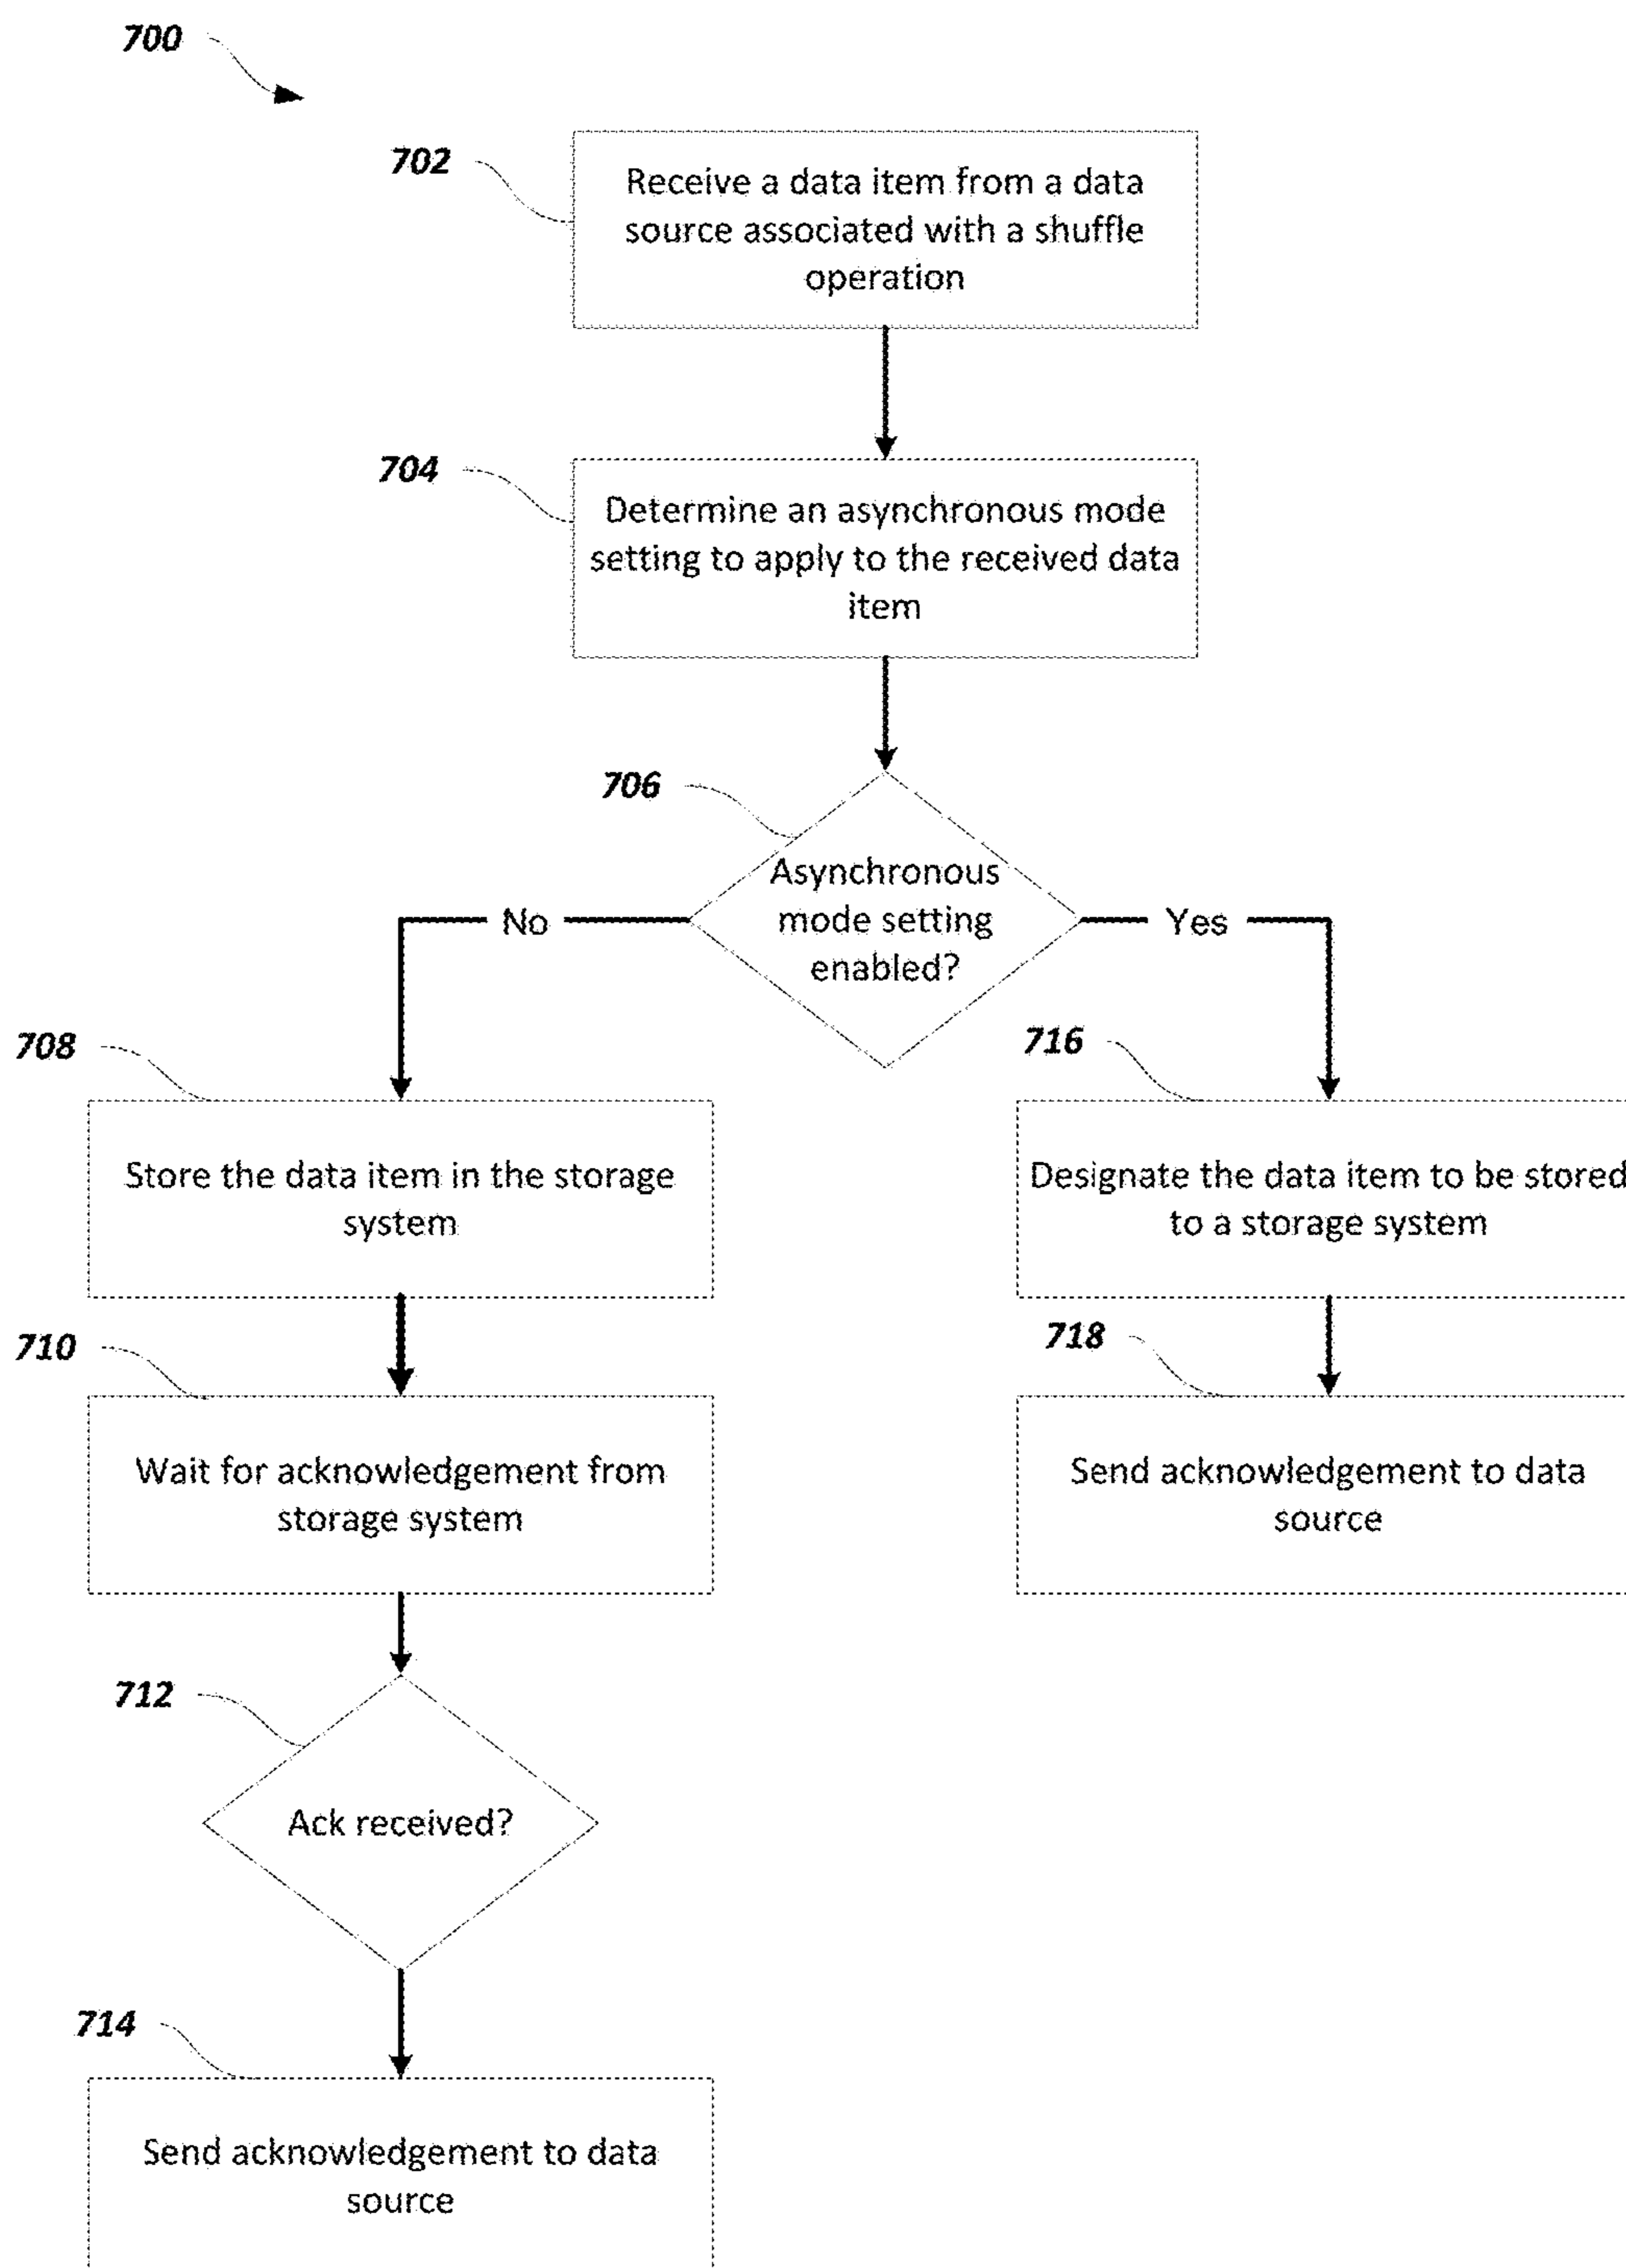 700
702
Receive a data item from a data
source associated with a shuffle
operation
704
Determine an asynchronous mode
setting to apply to the received data
item
706
Asynchronous
mode setting
enabled?
No
Yes
708
Store the data item in the storage
system
716
Designate the data item to be stored
to a storage system
710
Wait for acknowledgement from
storage system
718
Send acknowledgement to data
source
712
Ack received?
714
Send acknowledgement to data
source